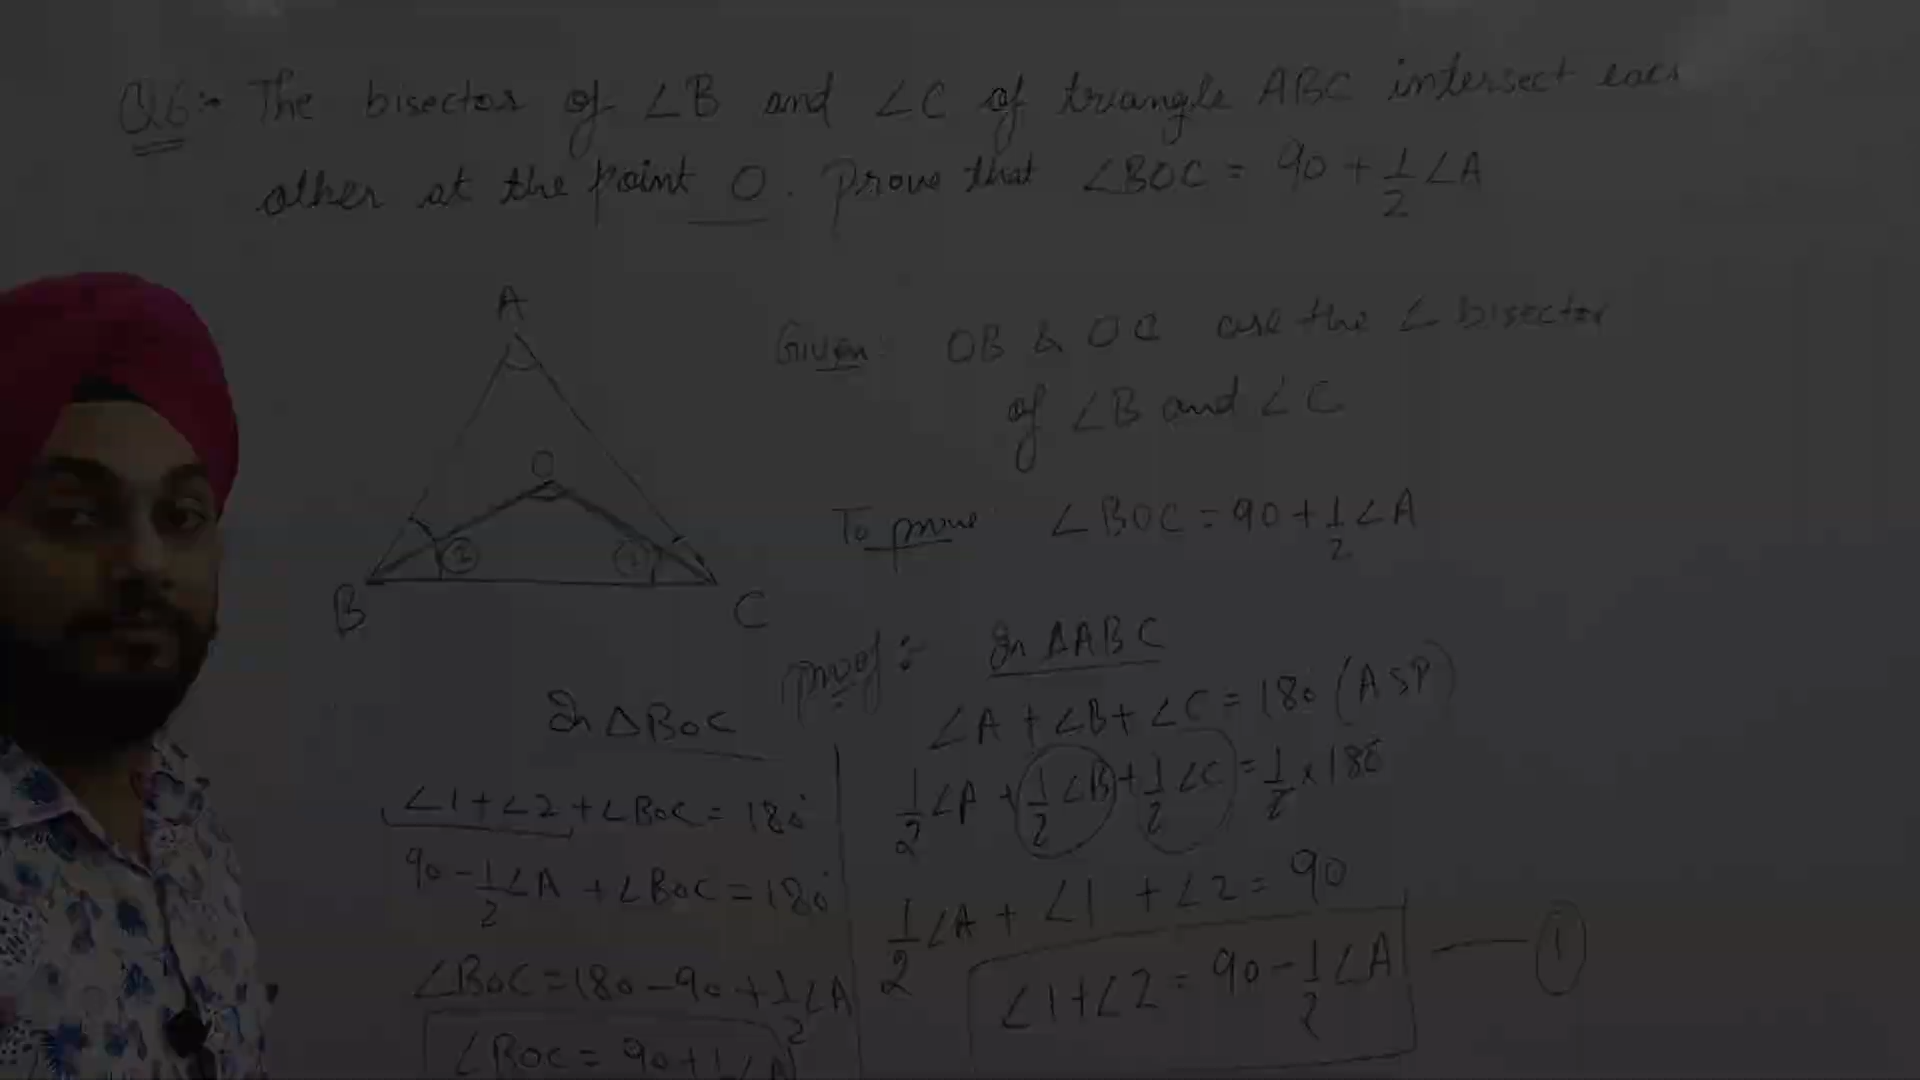 Q6:- The bisectos of ∠B and ∠C of triangle ABC intersect each
other at the point O. Prove that ∠BOC = 90 + 1/2 ∠A
A
O
B
C
2
1
Given: OB & OC are the ∠ bisector
of ∠B and ∠C
To prove ∠BOC = 90 + 1/2 ∠A
proof :- In ΔABC
∠A + ∠B + ∠C = 180 (ASP)
1/2 ∠A + 1/2 ∠B + 1/2 ∠C = 1/2 × 180
1/2 ∠A + ∠1 + ∠2 = 90
∠1 + ∠2 = 90 - 1/2 ∠A — 1
In ΔBOC
∠1 + ∠2 + ∠BOC = 180°
90 - 1/2 ∠A + ∠BOC = 180°
∠BOC = 180 - 90 + 1/2 ∠A
∠BOC = 90 + 1/2 ∠A